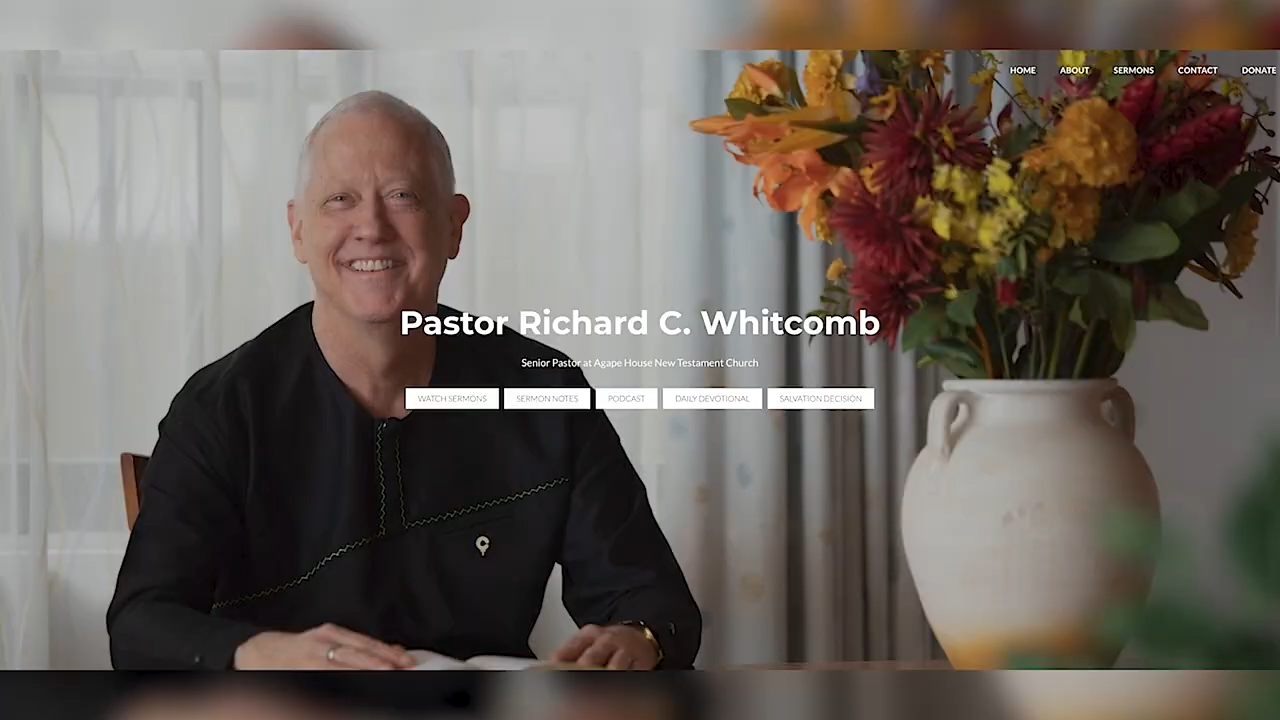 HOME ABOUT SERMONS CONTACT DONATE
Pastor Richard C. Whitcomb
Senior Pastor at Agape House New Testament Church
WATCH SERMONS SERMON NOTES PODCAST DAILY DEVOTIONAL SALVATION DECISION